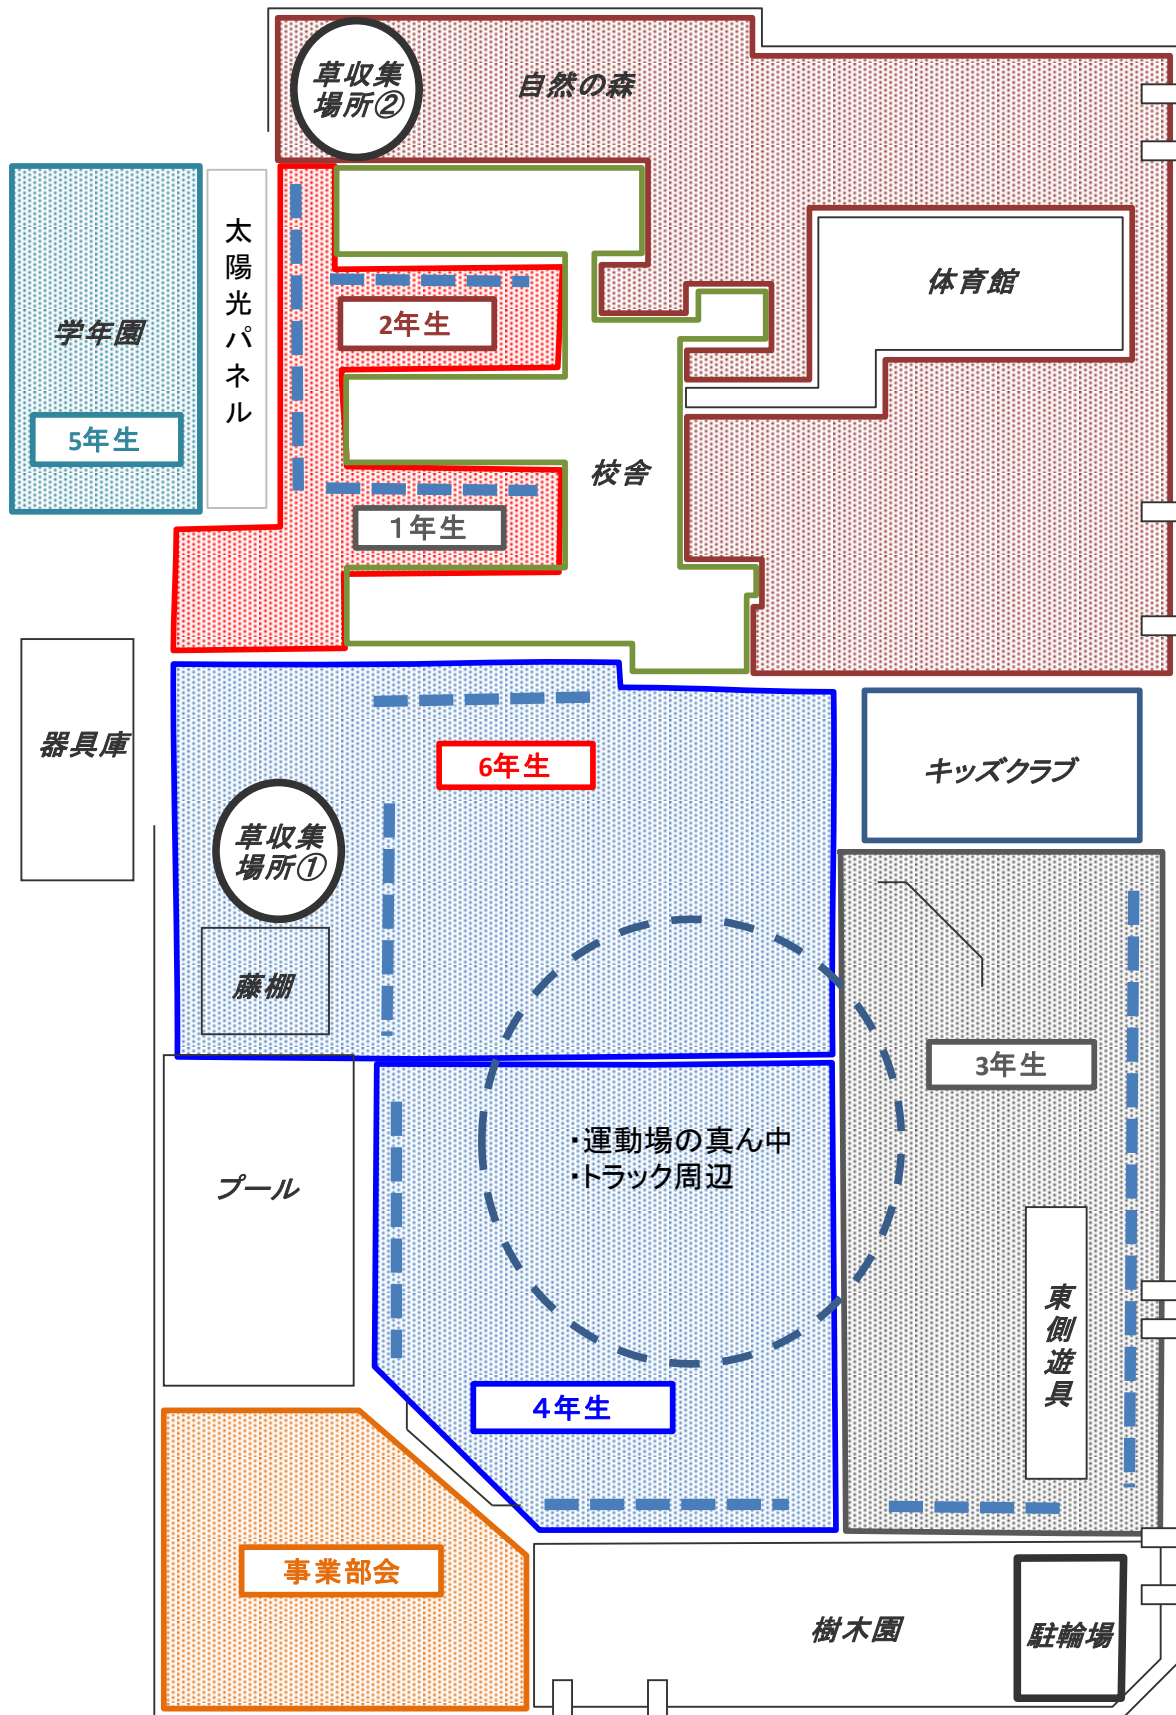 草収集
場所②
自然の森
太陽光パネル
体育館
学年園
2年生
5年生
校舎
1年生
器具庫
6年生
キッズクラブ
草収集
場所①
藤棚
3年生
・運動場の真ん中
・トラック周辺
プール
東側遊具
4年生
事業部会
樹木園
駐輪場